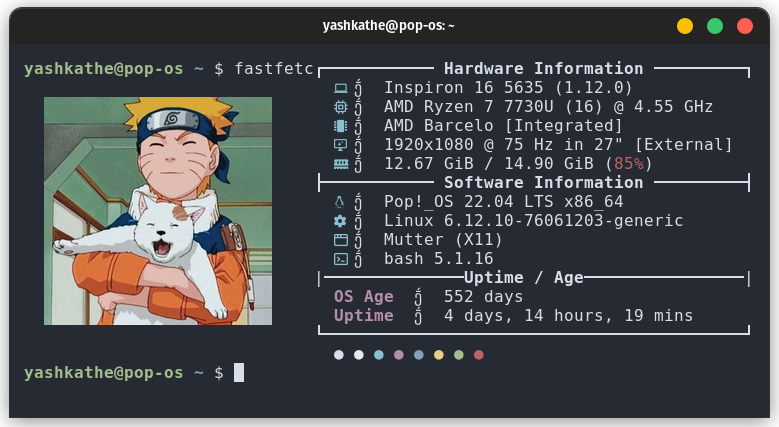 yashkathe@pop-os: ~
yashkathe@pop-os ~ $ fastfetc
Hardware Information
Inspiron 16 5635 (1.12.0)
AMD Ryzen 7 7730U (16) @ 4.55 GHz
AMD Barcelo [Integrated]
1920x1080 @ 75 Hz in 27" [External]
12.67 GiB / 14.90 GiB (85%)
Software Information
Pop!_OS 22.04 LTS x86_64
Linux 6.12.10-76061203-generic
Mutter (X11)
bash 5.1.16
Uptime / Age
OS Age 552 days
Uptime 4 days, 14 hours, 19 mins
yashkathe@pop-os ~ $